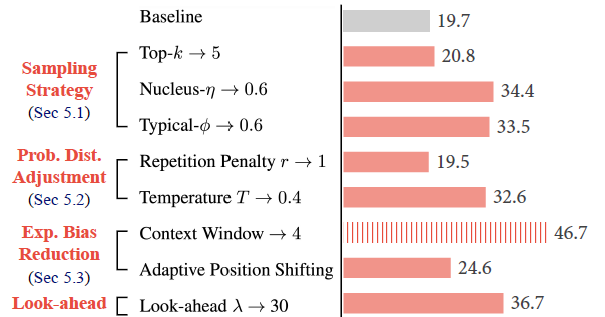 Baseline 19.7
Top-k → 5 20.8
Sampling
Strategy
(Sec 5.1)
Nucleus-η → 0.6 34.4
Typical-ϕ → 0.6 33.5
Prob. Dist.
Adjustment
(Sec 5.2)
Repetition Penalty r → 1 19.5
Temperature T → 0.4 32.6
Exp. Bias
Reduction
(Sec 5.3)
Context Window → 4 46.7
Adaptive Position Shifting 24.6
Look-ahead
Look-ahead λ → 30 36.7